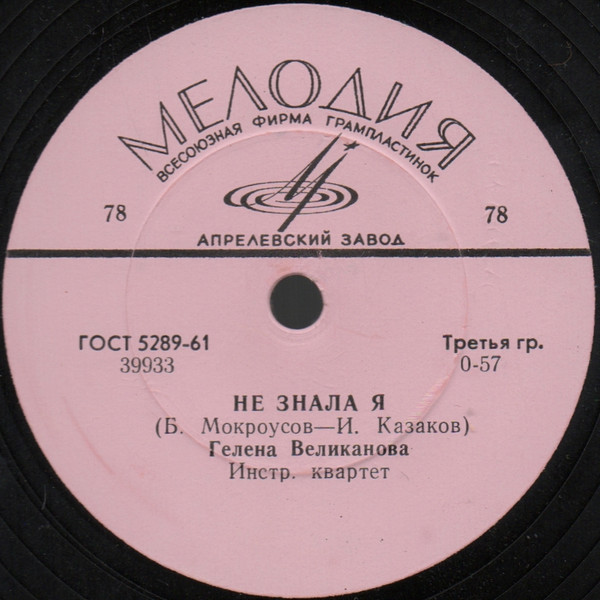 МЕЛОДИЯ
ВСЕСОЮЗНАЯ ФИРМА ГРАМПЛАСТИНОК
78 78
АПРЕЛЕВСКИЙ ЗАВОД
ГОСТ 5289-61 Третья гр.
39933 0-57
НЕ ЗНАЛА Я
(Б. Мокроусов—И. Казаков)
Гелена Великанова
Инстр. квартет